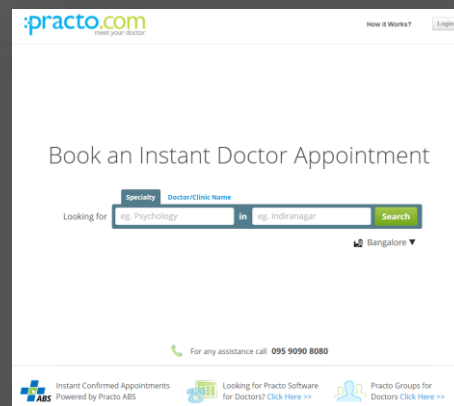 :practo.com
meet your doctor
How it Works?
Login
Book an Instant Doctor Appointment
Specialty Doctor/Clinic Name
Looking for eg. Psychology in eg. Indiranagar Search
Bangalore ▼
For any assistance call 095 9090 8080
ABS
Instant Confirmed Appointments
Powered by Practo ABS
Looking for Practo Software
for Doctors? Click Here >>
Practo Groups for
Doctors Click Here >>